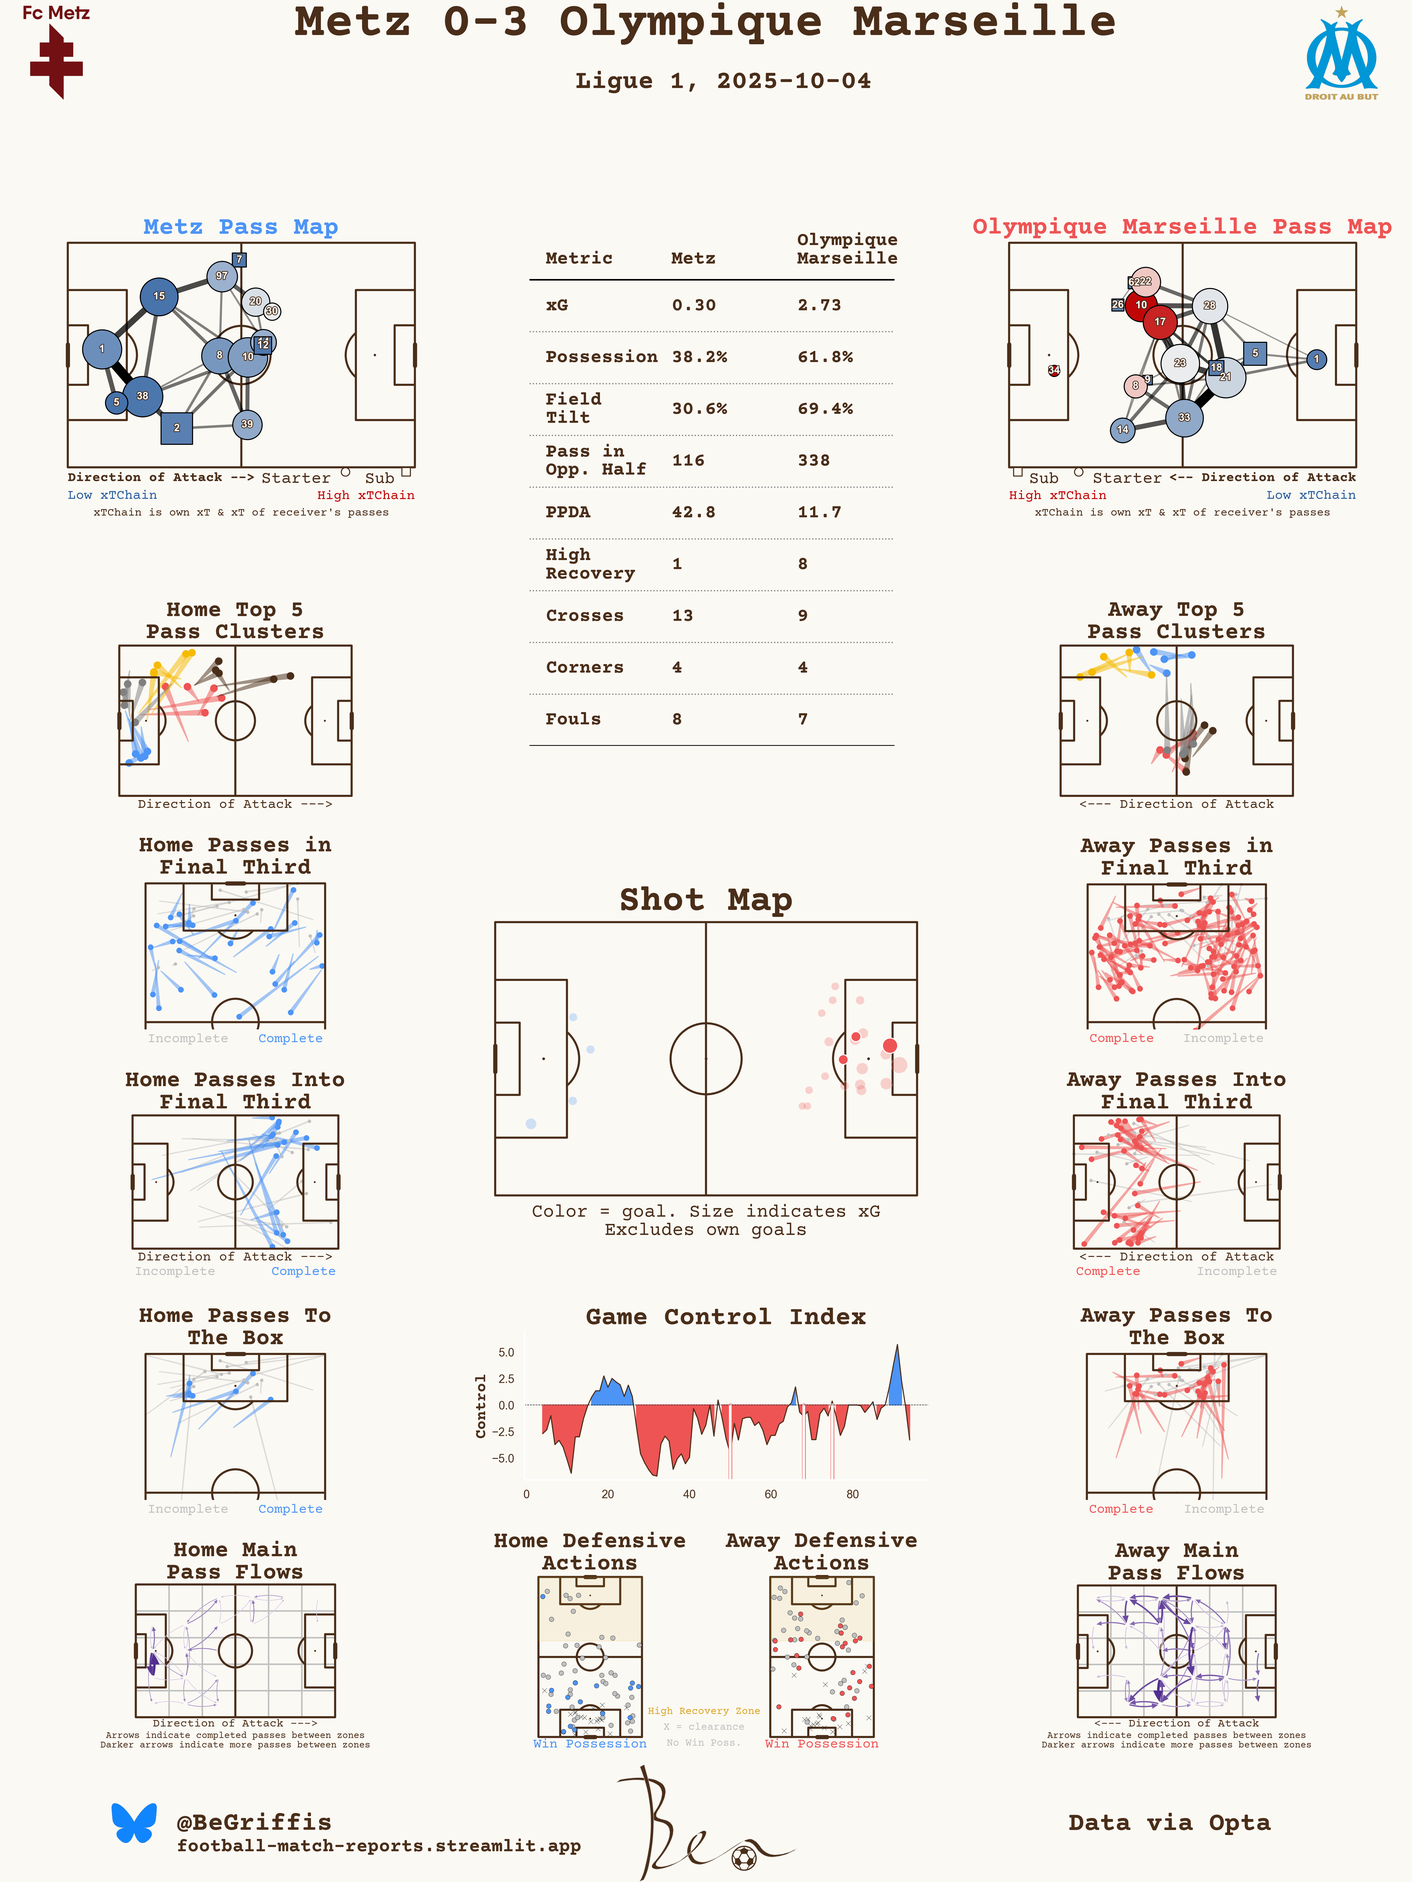 Fc Metz
Metz 0-3 Olympique Marseille
Ligue 1, 2025-10-04
DROIT AU BUT
Metz Pass Map
7
97
15
20
30
1
12
8
10
38
5
2
39
Direction of Attack --> Starter Sub
Low xTChain High xTChain
xTChain is own xT & xT of receiver's passes
Metric Metz Olympique Marseille
xG 0.30 2.73
Possession 38.2% 61.8%
Field Tilt 30.6% 69.4%
Pass in Opp. Half 116 338
PPDA 42.8 11.7
High Recovery 1 8
Crosses 13 9
Corners 4 4
Fouls 8 7
Olympique Marseille Pass Map
22
26
10
28
17
5
1
23
18
34
21
8
9
33
14
Sub Starter <-- Direction of Attack
High xTChain Low xTChain
xTChain is own xT & xT of receiver's passes
Home Top 5
Pass Clusters
Direction of Attack --->
Away Top 5
Pass Clusters
<--- Direction of Attack
Home Passes in
Final Third
Incomplete Complete
Away Passes in
Final Third
Complete Incomplete
Shot Map
Color = goal. Size indicates xG
Excludes own goals
Home Passes Into
Final Third
Direction of Attack --->
Incomplete Complete
Away Passes Into
Final Third
<--- Direction of Attack
Complete Incomplete
Home Passes To
The Box
Incomplete Complete
Game Control Index
Control
5.0
2.5
0.0
−2.5
−5.0
0 20 40 60 80
Away Passes To
The Box
Complete Incomplete
Home Main
Pass Flows
Direction of Attack --->
Arrows indicate completed passes between zones
Darker arrows indicate more passes between zones
Home Defensive
Actions
Win Possession
High Recovery Zone
X = clearance
No Win Poss.
Away Defensive
Actions
Win Possession
Away Main
Pass Flows
<--- Direction of Attack
Arrows indicate completed passes between zones
Darker arrows indicate more passes between zones
@BeGriffis
football-match-reports.streamlit.app
Ben
Data via Opta